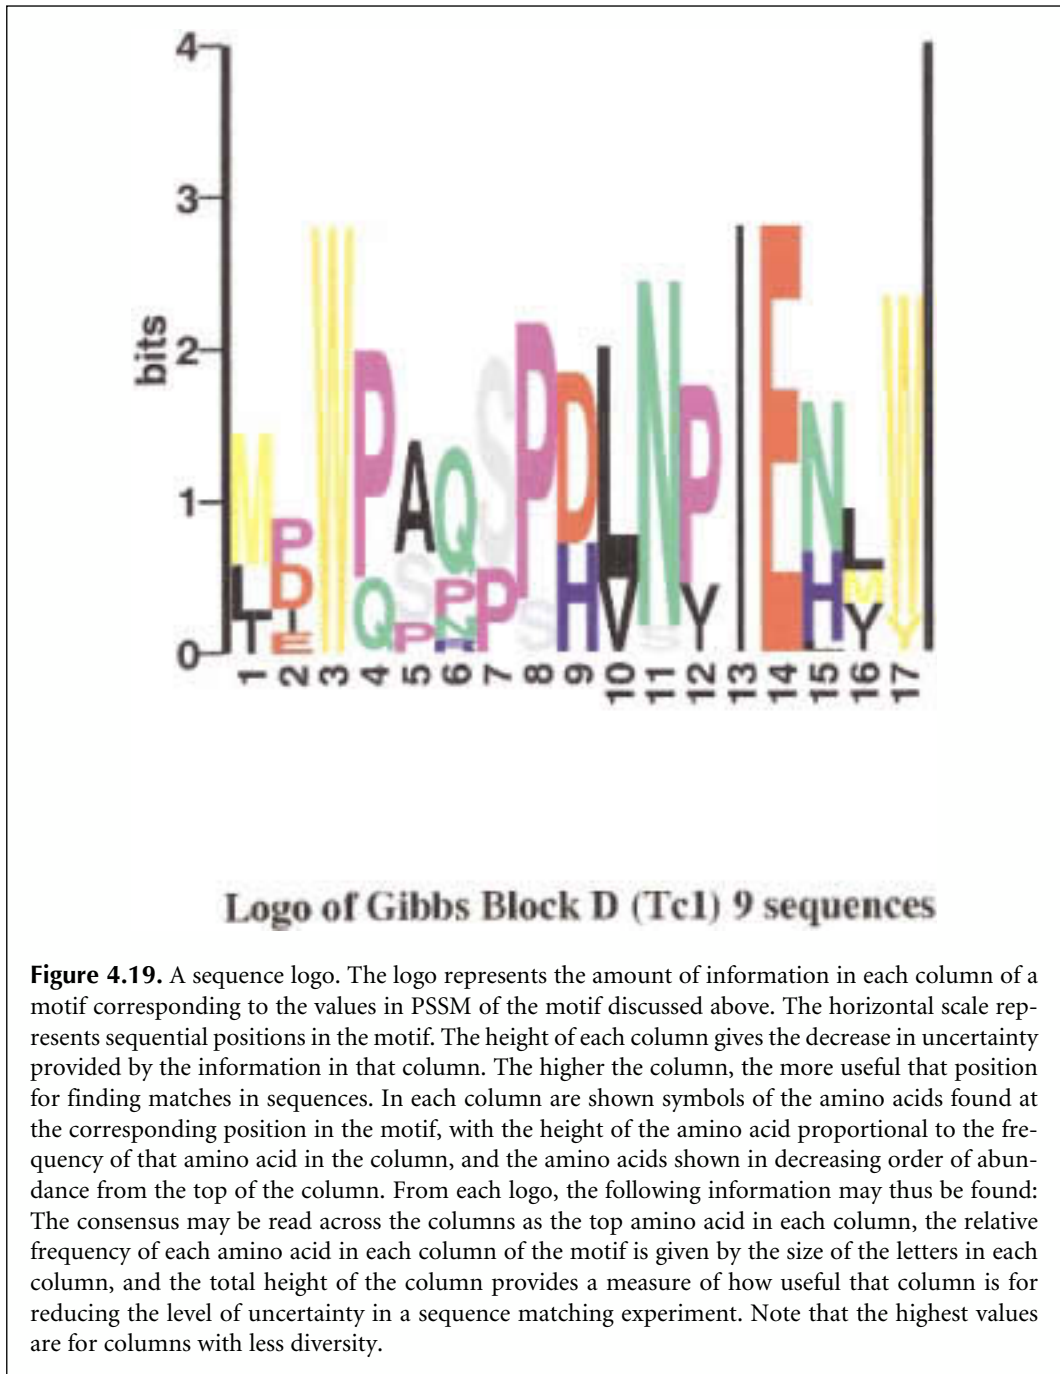 4
3
bits
2
1
0
M P W P A Q S P D L N P I E N L W
L D Q S P P S H V S Y H M Y
I I P N L Y
E
1 2 3 4 5 6 7 8 9 10 11 12 13 14 15 16 17
Logo of Gibbs Block D (Tc1) 9 sequences
Figure 4.19. A sequence logo. The logo represents the amount of information in each column of a
motif corresponding to the values in PSSM of the motif discussed above. The horizontal scale rep-
resents sequential positions in the motif. The height of each column gives the decrease in uncertainty
provided by the information in that column. The higher the column, the more useful that position
for finding matches in sequences. In each column are shown symbols of the amino acids found at
the corresponding position in the motif, with the height of the amino acid proportional to the fre-
quency of that amino acid in the column, and the amino acids shown in decreasing order of abun-
dance from the top of the column. From each logo, the following information may thus be found:
The consensus may be read across the columns as the top amino acid in each column, the relative
frequency of each amino acid in each column of the motif is given by the size of the letters in each
column, and the total height of the column provides a measure of how useful that column is for
reducing the level of uncertainty in a sequence matching experiment. Note that the highest values
are for columns with less diversity.